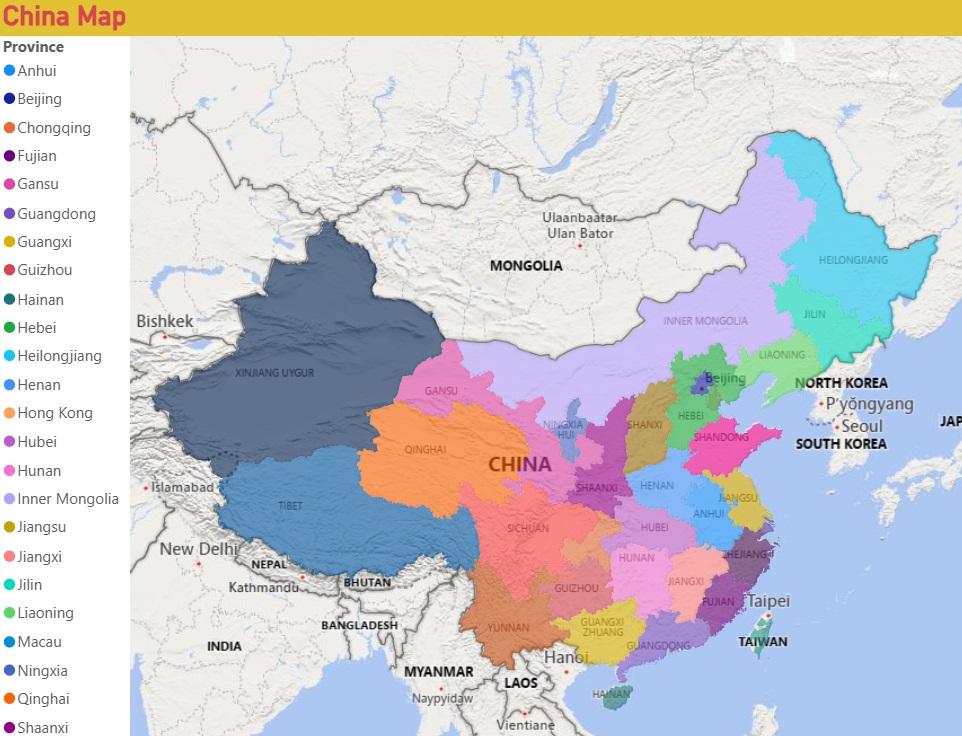 China Map
Province
Anhui
Beijing
Chongqing
Fujian
Gansu
Guangdong
Guangxi
Guizhou
Hainan
Hebei
Heilongjiang
Henan
Hong Kong
Hubei
Hunan
Inner Mongolia
Jiangsu
Jiangxi
Jilin
Liaoning
Macau
Ningxia
Qinghai
Shaanxi
Ulaanbaatar
Ulan Bator
MONGOLIA
HEILONGJIANG
JILIN
INNER MONGOLIA
Bishkek
LIAONING
XINJIANG UYGUR
GANSU
Beijing
NORTH KOREA
P'yŏngyang
HEBEI
Seoul
SOUTH KOREA
JAP
NINGXIA
HUI
SHANXI
SHANDONG
QINGHAI
CHINA
Islamabad
SHAANXI
HENAN
JIANGSU
TIBET
ANHUI
SICHUAN
HUBEI
New Delhi
NEPAL
HUNAN
ZHEJIANG
Kathmandu
BHUTAN
GUIZHOU
JIANGXI
FUJIAN
Taipei
BANGLADESH
YUNNAN
GUANGXI
ZHUANG
TAIWAN
INDIA
GUANGDONG
Hanoi
MYANMAR
LAOS
Naypyidaw
HAINAN
Vientiane